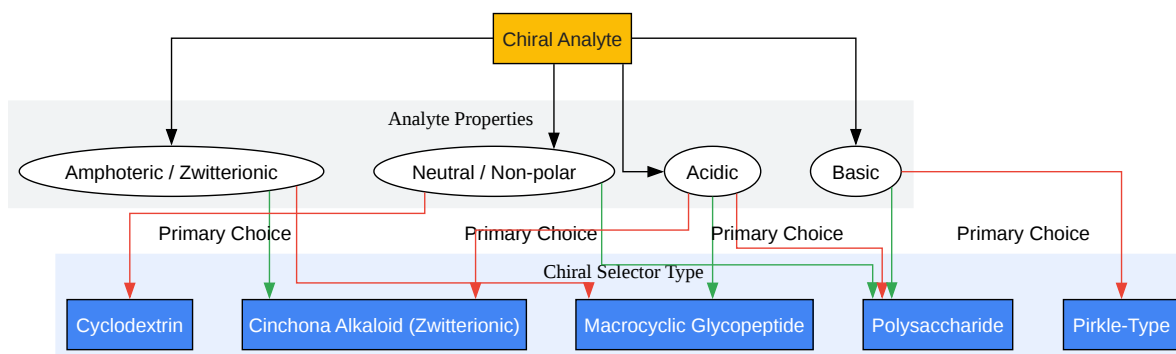 Chiral Analyte
Analyte Properties
Amphoteric / Zwitterionic
Neutral / Non-polar
Acidic
Basic
Primary Choice
Primary Choice
Primary Choice
Primary Choice
Chiral Selector Type
Cyclodextrin
Cinchona Alkaloid (Zwitterionic)
Macrocyclic Glycopeptide
Polysaccharide
Pirkle-Type